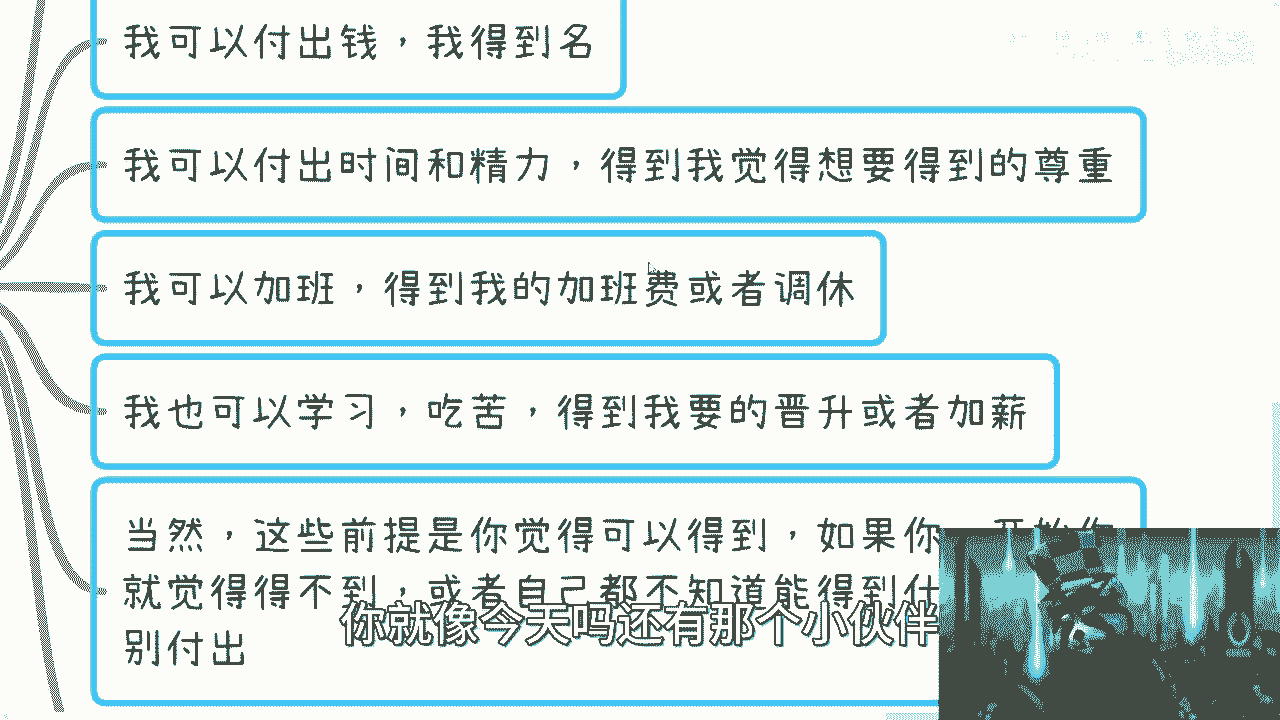 我可以付出钱，我得到名
我可以付出时间和精力，得到我觉得想要得到的尊重
我可以加班，得到我的加班费或者调休
我也可以学习，吃苦，得到我要的晋升或者加薪
当然，这些前提是你觉得可以得到，如果你一开始你
就觉得得不到，或者自己都不知道能得到什
别付出
你就像今天吗还有那个小伙伴